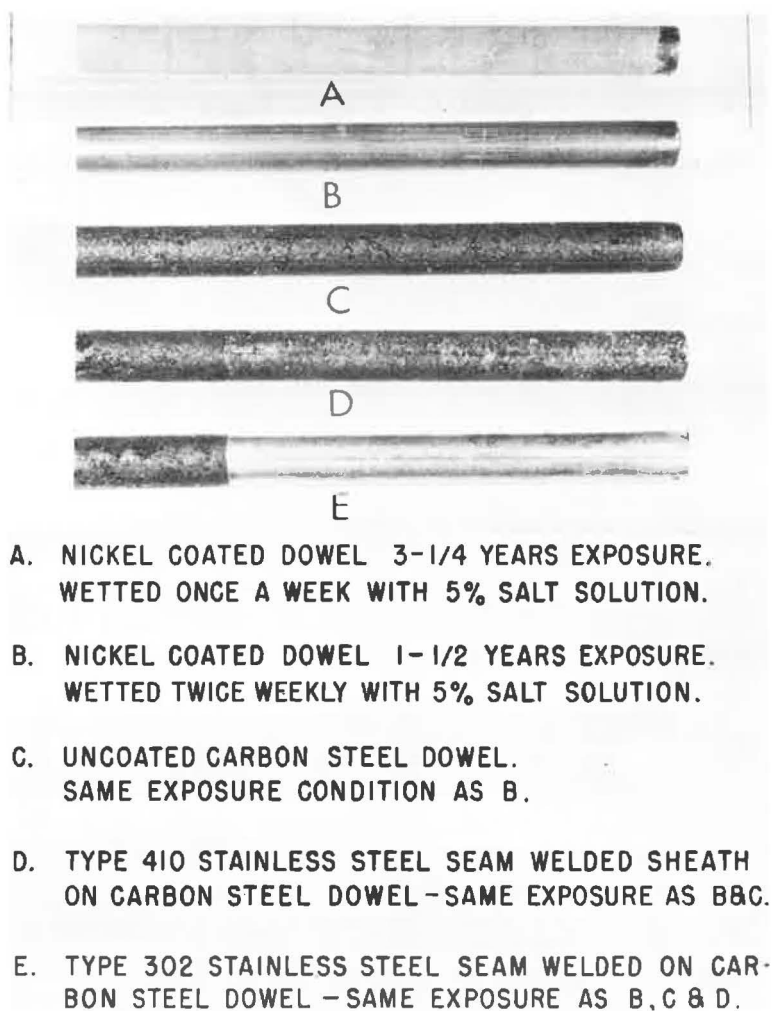 A
B
C
D
E
A. NICKEL COATED DOWEL 3-1/4 YEARS EXPOSURE.
WETTED ONCE A WEEK WITH 5% SALT SOLUTION.
B. NICKEL COATED DOWEL 1-1/2 YEARS EXPOSURE.
WETTED TWICE WEEKLY WITH 5% SALT SOLUTION.
C. UNCOATED CARBON STEEL DOWEL.
SAME EXPOSURE CONDITION AS B.
D. TYPE 410 STAINLESS STEEL SEAM WELDED SHEATH
ON CARBON STEEL DOWEL-SAME EXPOSURE AS B&C.
E. TYPE 302 STAINLESS STEEL SEAM WELDED ON CAR-
BON STEEL DOWEL-SAME EXPOSURE AS B,C & D.